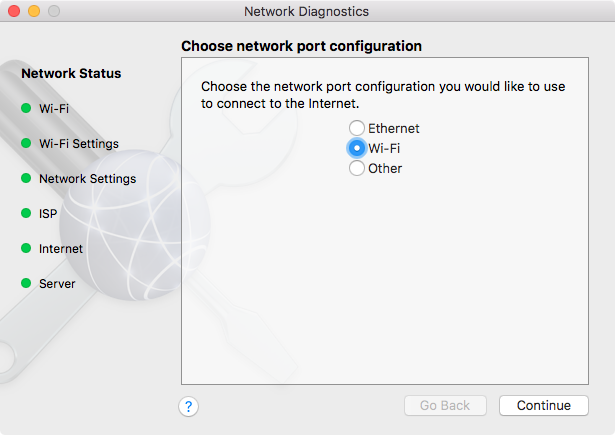 Network Diagnostics
Choose network port configuration
Network Status
Wi-Fi
Wi-Fi Settings
Network Settings
ISP
Internet
Server
Choose the network port configuration you would like to use
to connect to the Internet.
Ethernet
Wi-Fi
Other
?
Go Back
Continue